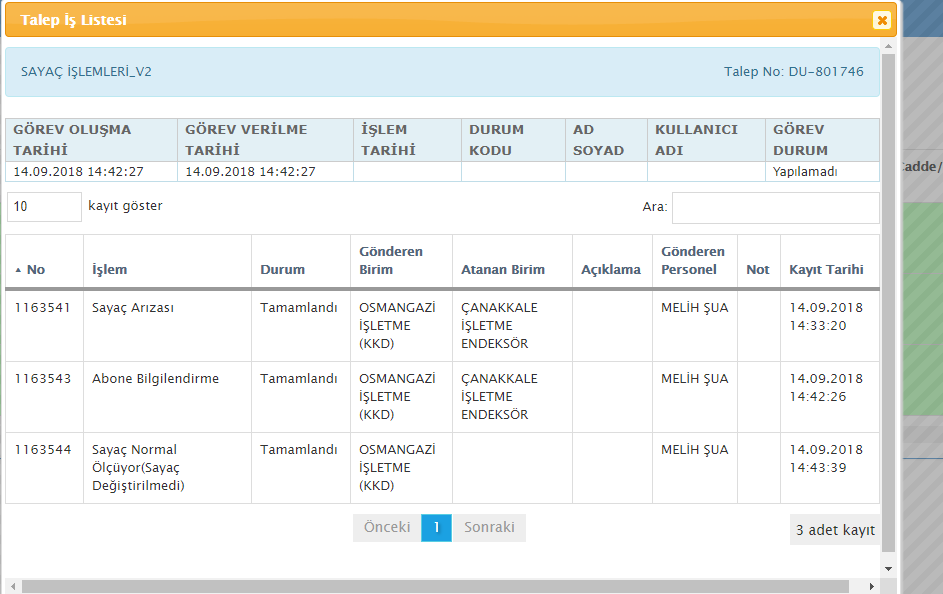 Talep İş Listesi
SAYAÇ İŞLEMLERİ_V2
Talep No: DU-801746
GÖREV OLUŞMA TARİHİ
GÖREV VERİLME TARİHİ
İŞLEM TARİHİ
DURUM KODU
AD SOYAD
KULLANICI ADI
GÖREV DURUM
14.09.2018 14:42:27 14.09.2018 14:42:27 Yapılamadı
10 kayıt göster
Ara:
No İşlem Durum Gönderen Birim Atanan Birim Açıklama Gönderen Personel Not Kayıt Tarihi
1163541 Sayaç Arızası Tamamlandı OSMANGAZİ İŞLETME (KKD) ÇANAKKALE İŞLETME ENDEKSÖR MELİH ŞUA 14.09.2018 14:33:20
1163543 Abone Bilgilendirme Tamamlandı OSMANGAZİ İŞLETME (KKD) ÇANAKKALE İŞLETME ENDEKSÖR MELİH ŞUA 14.09.2018 14:42:26
1163544 Sayaç Normal Ölçüyor(Sayaç Değiştirilmedi) Tamamlandı OSMANGAZİ İŞLETME (KKD) MELİH ŞUA 14.09.2018 14:43:39
Önceki 1 Sonraki
3 adet kayıt